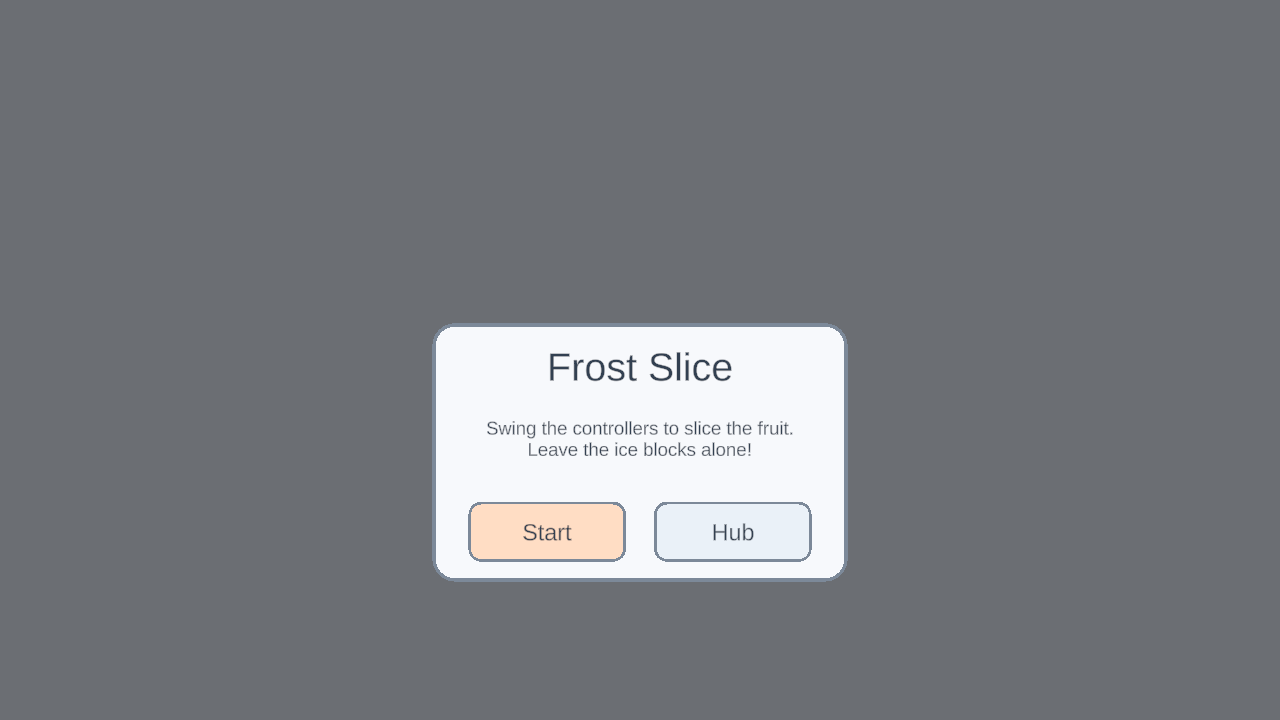 Frost Slice
Swing the controllers to slice the fruit.
Leave the ice blocks alone!
Start
Hub